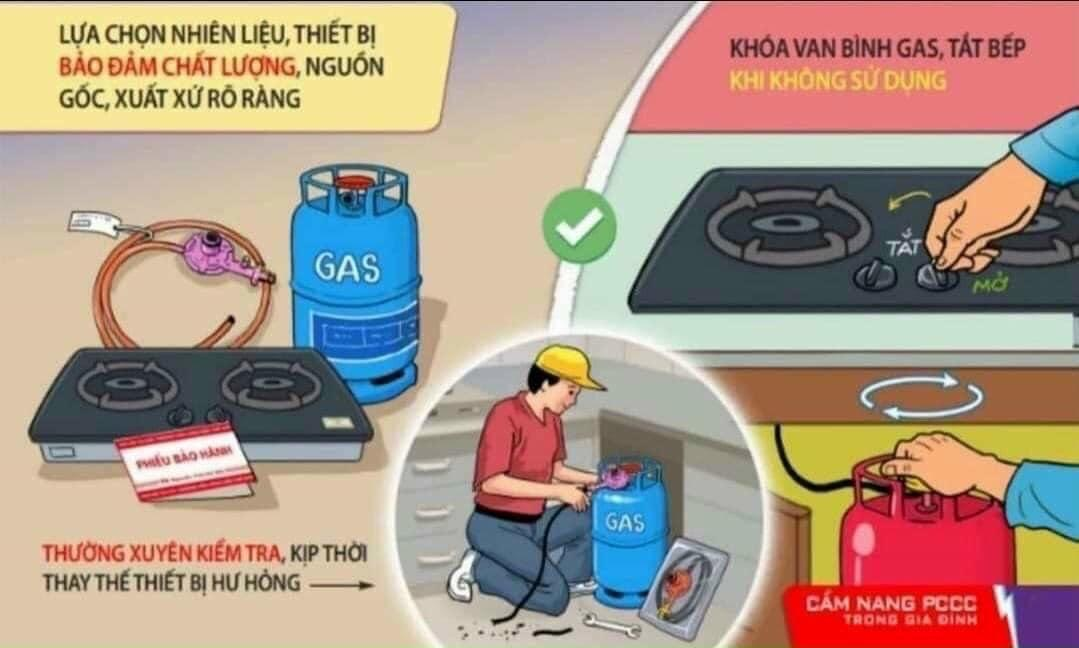 LỰA CHỌN NHIÊN LIỆU, THIẾT BỊ
BẢO ĐẢM CHẤT LƯỢNG, NGUỒN
GỐC, XUẤT XỨ RÕ RÀNG
KHÓA VAN BÌNH GAS, TẮT BẾP
KHI KHÔNG SỬ DỤNG
GAS
TẮT
MỞ
PHIẾU BẢO HÀNH
GAS
THƯỜNG XUYÊN KIỂM TRA, KỊP THỜI
THAY THẾ THIẾT BỊ HƯ HỎNG
CẨM NANG PCCC
TRONG GIA ĐÌNH